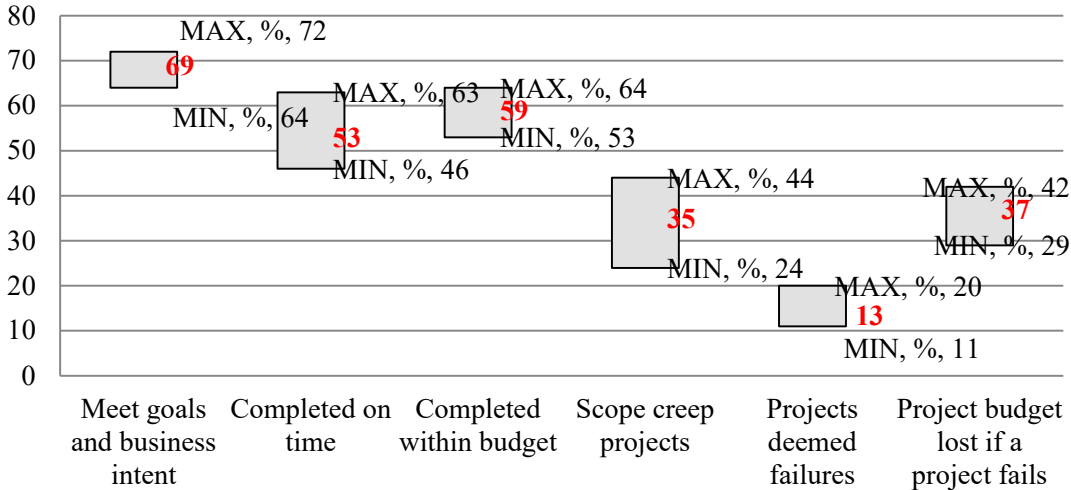 80
70
60
50
40
30
20
10
0
MAX, %, 72
69
MIN, %, 64
MAX, %, 63
53
MIN, %, 46
MAX, %, 64
59
MIN, %, 53
MAX, %, 44
35
MIN, %, 24
MAX, %, 20
13
MIN, %, 11
MAX, %, 42
37
MIN, %, 29
Meet goals
and business
intent
Completed on
time
Completed
within budget
Scope creep
projects
Projects
deemed
failures
Project budget
lost if a
project fails